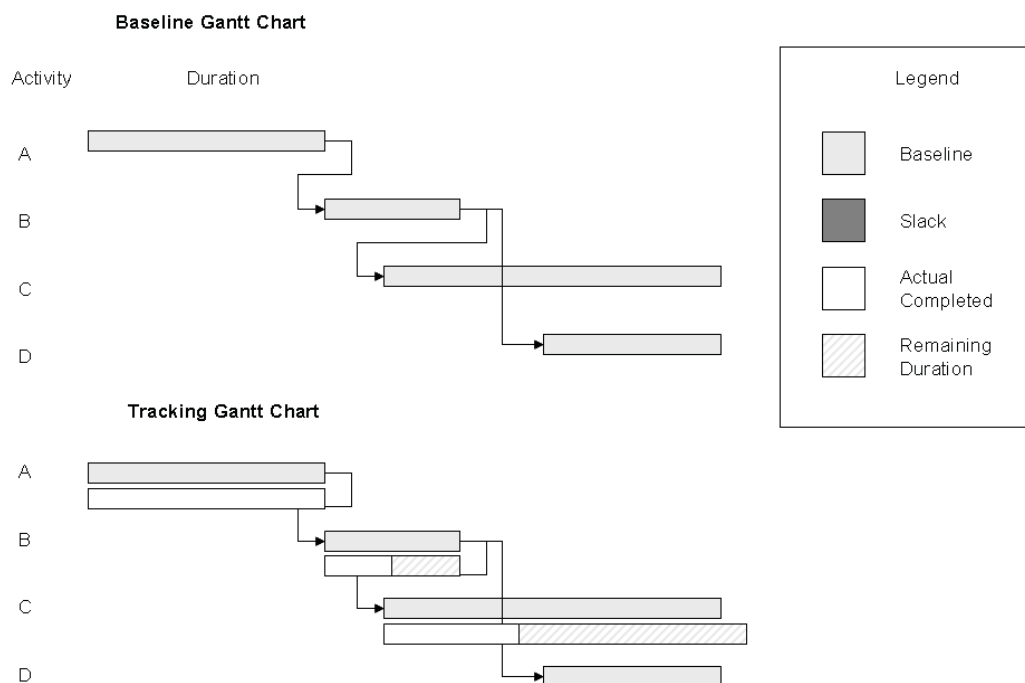 Baseline Gantt Chart
Activity
Duration
Legend
A
Baseline
B
Slack
C
Actual
Completed
D
Remaining
Duration
Tracking Gantt Chart
A
B
C
D